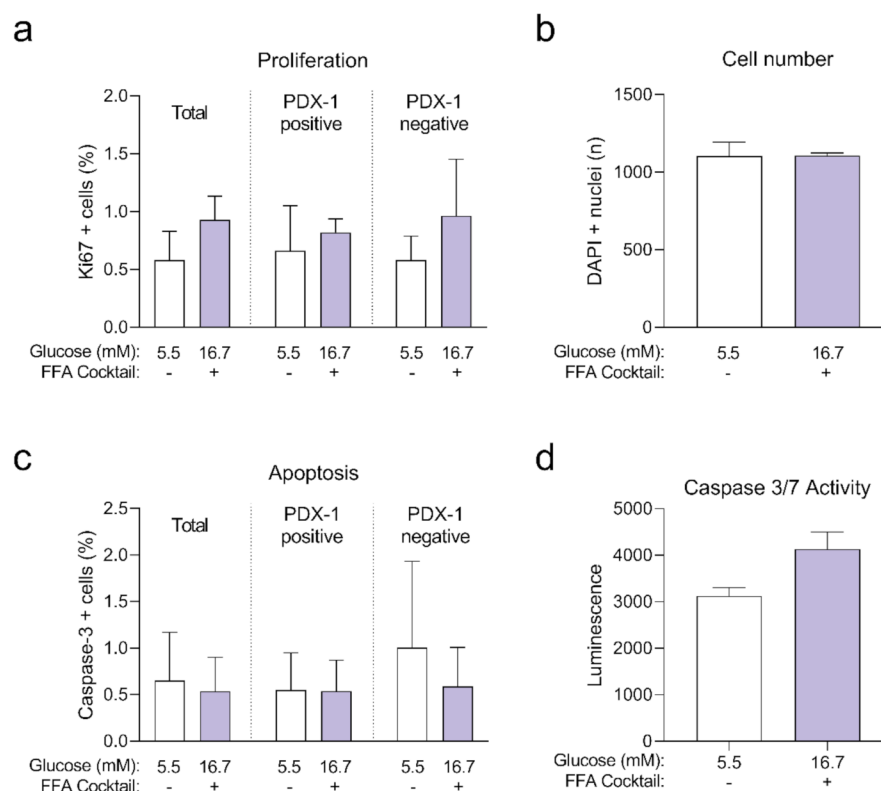 a
Proliferation
Total
PDX-1
positive
PDX-1
negative
Ki67 + cells (%)
2.0
1.5
1.0
0.5
0.0
Glucose (mM): 5.5 16.7 5.5 16.7 5.5 16.7
FFA Cocktail: - + - + - +
b
Cell number
DAPI + nuclei (n)
1500
1000
500
0
Glucose (mM): 5.5 16.7
FFA Cocktail: - +
c
Apoptosis
Total
PDX-1
positive
PDX-1
negative
Caspase-3 + cells (%)
2.5
2.0
1.5
1.0
0.5
0.0
Glucose (mM): 5.5 16.7 5.5 16.7 5.5 16.7
FFA Cocktail: - + - + - +
d
Caspase 3/7 Activity
Luminescence
5000
4000
3000
2000
1000
0
Glucose (mM): 5.5 16.7
FFA Cocktail: - +